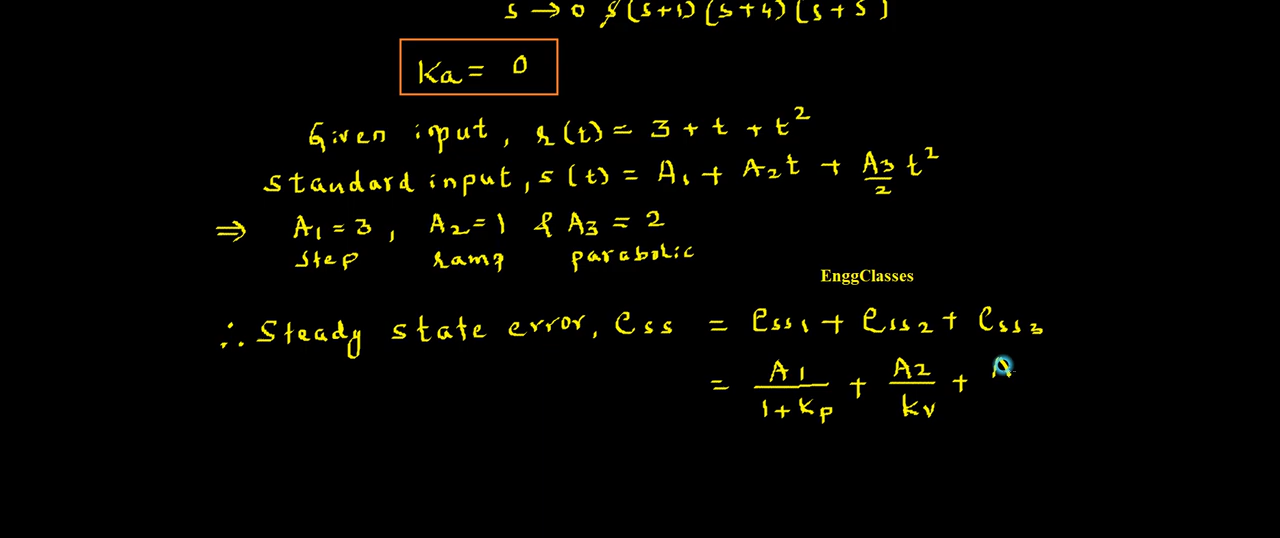 s → 0 s(s+1)(s+4)(s+5)
Ka = 0
Given input, r(t) = 3 + t + t²
standard input, s(t) = A₁ + A₂t + A₃/2 t²
⇒ A₁ = 3, A₂ = 1 & A₃ = 2
step ramp parabolic
EnggClasses
∴ Steady state error, ess = ess₁ + ess₂ + ess₃
= A₁/(1+Kp) + A₂/Kv + A